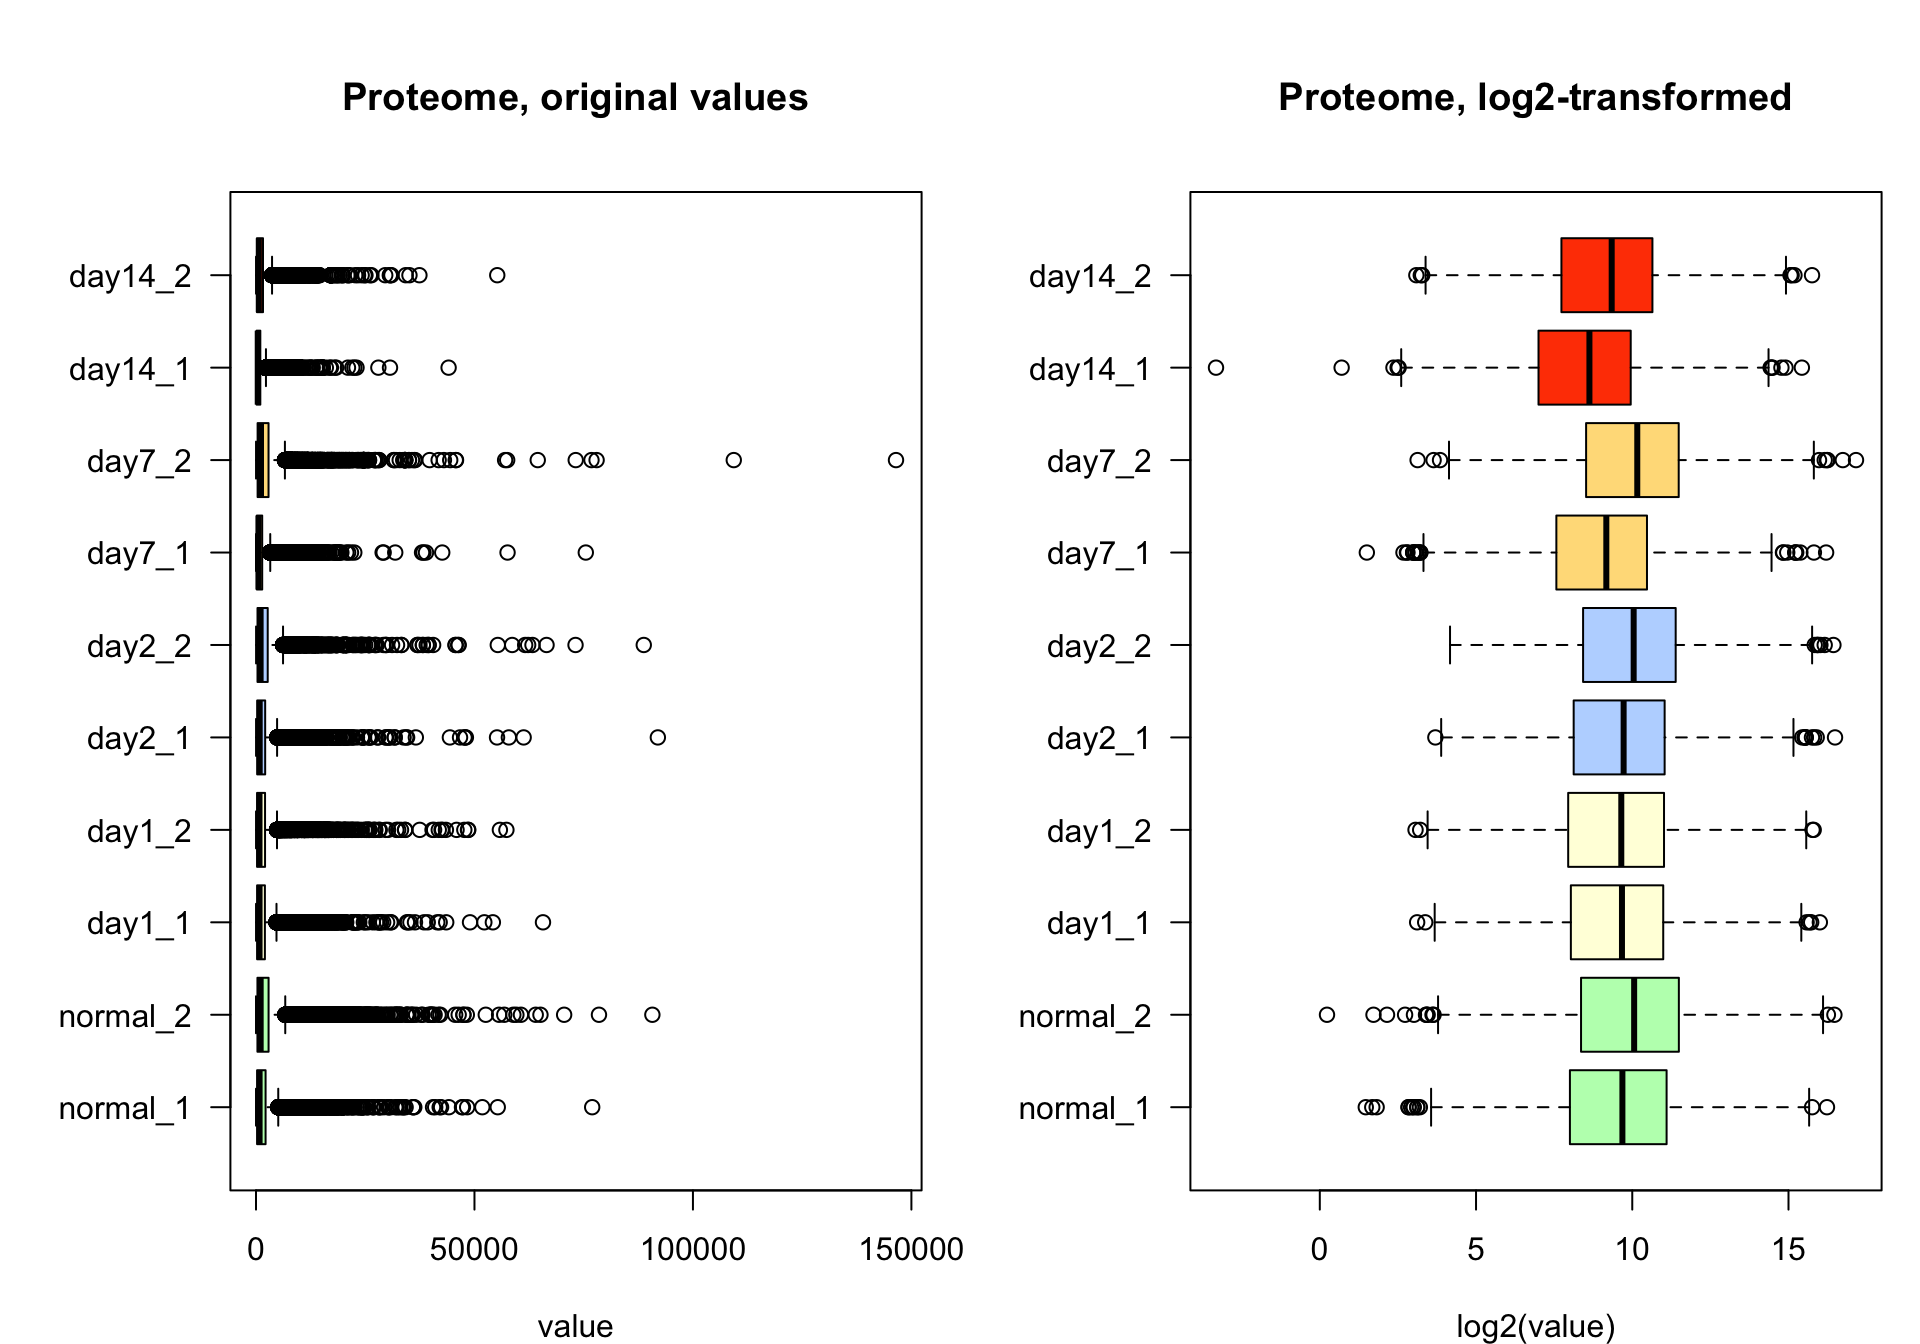 Proteome, original values
day14_2
day14_1
day7_2
day7_1
day2_2
day2_1
day1_2
day1_1
normal_2
normal_1
0 50000 100000 150000
value
Proteome, log2-transformed
day14_2
day14_1
day7_2
day7_1
day2_2
day2_1
day1_2
day1_1
normal_2
normal_1
0 5 10 15
log2(value)